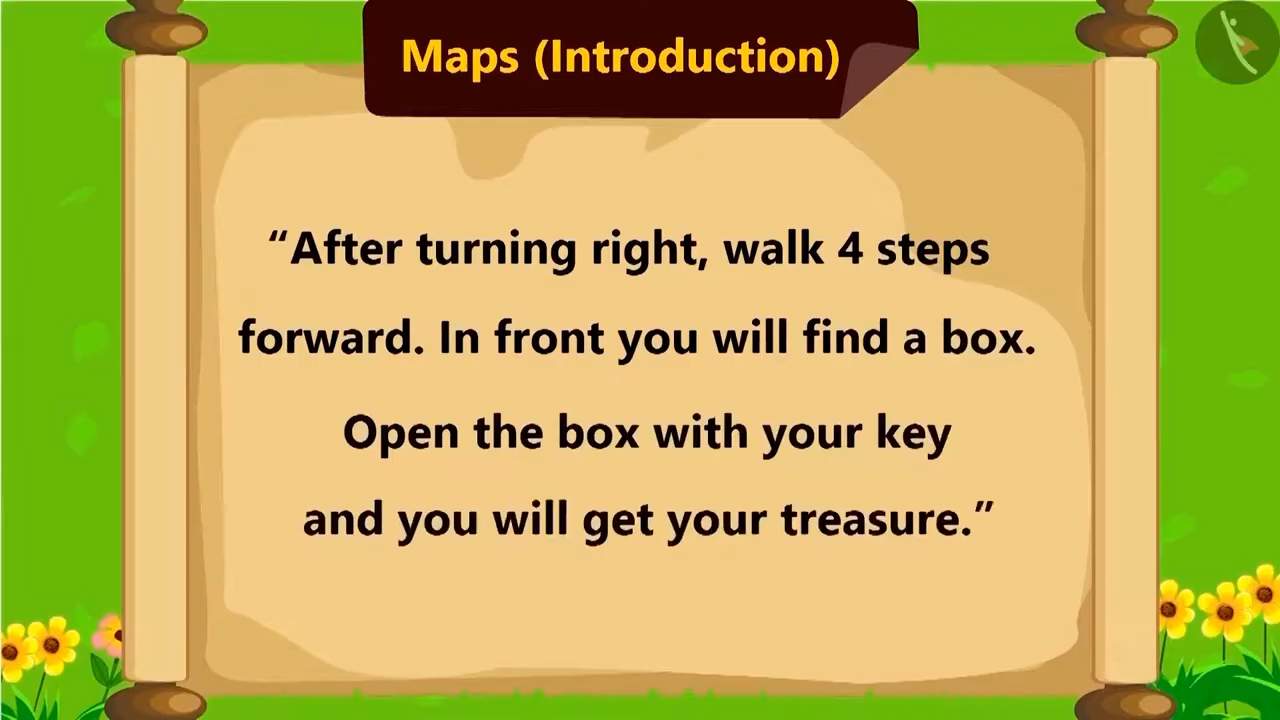 Maps (Introduction)
“After turning right, walk 4 steps
forward. In front you will find a box.
Open the box with your key
and you will get your treasure.”